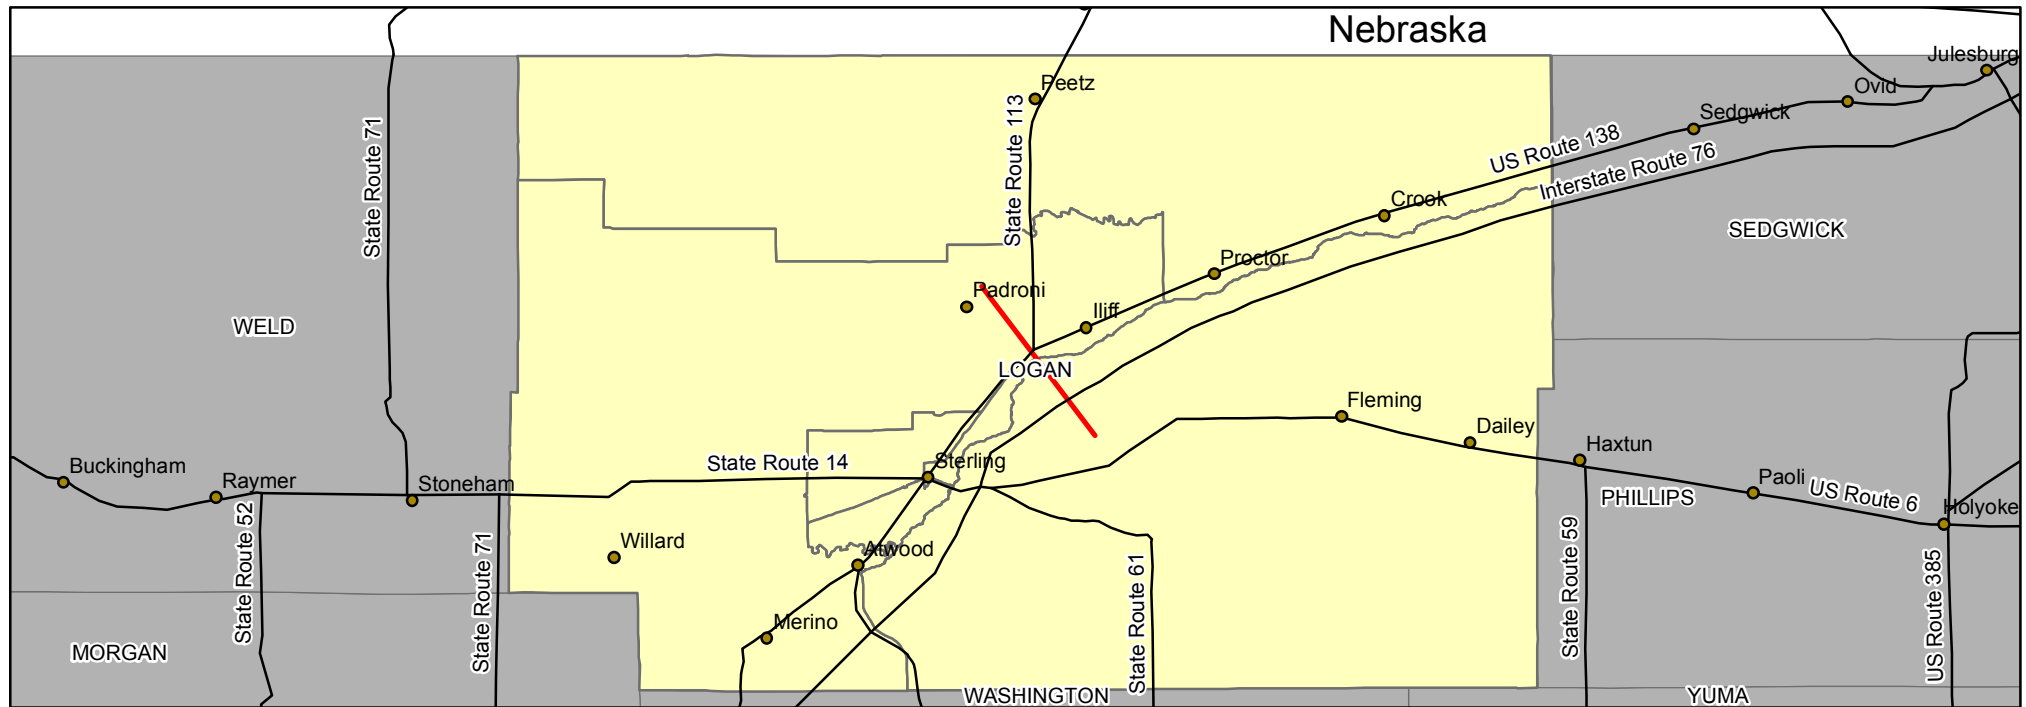 Nebraska
Julesburg
Peetz
Ovid
Sedgwick
State Route 113
State Route 71
US Route 138
Interstate Route 76
Crook
SEDGWICK
Proctor
Padroni
Iliff
WELD
LOGAN
Fleming
Dailey
Haxtun
Buckingham
Raymer
Stoneham
State Route 14
Sterling
Paoli
PHILLIPS
US Route 6
Holyoke
State Route 52
State Route 71
Willard
Atwood
State Route 61
State Route 59
US Route 385
Merino
MORGAN
WASHINGTON
YUMA